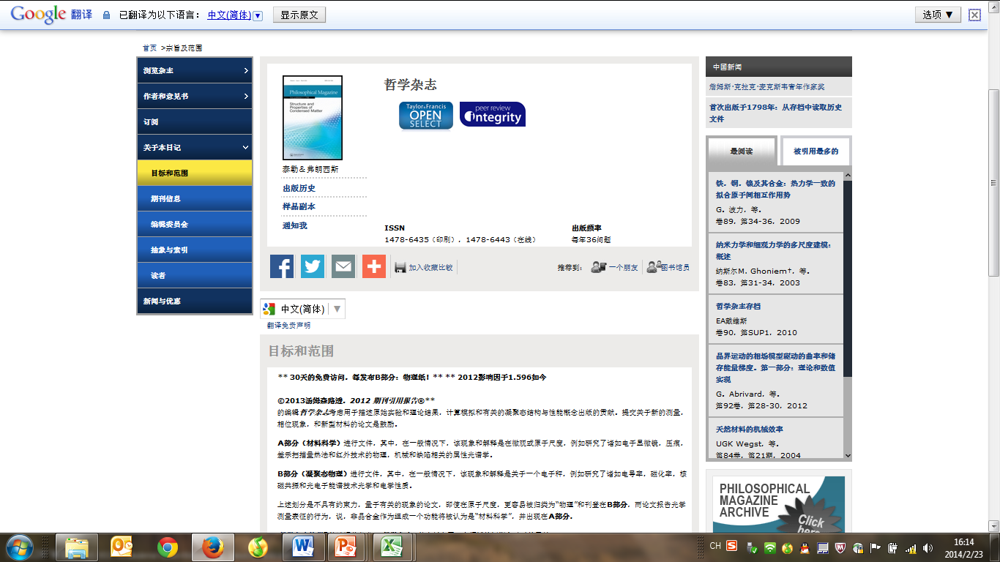 Google 翻译 已翻译为以下语言： 中文(简体) 显示原文 选项 ▼
首页 >宗旨及范围
浏览杂志
作者和意见书
订阅
关于本日记
目标和范围
期刊信息
编辑委员会
抽象与索引
读者
新闻与优惠
Philosophical Magazine
Structure and
Properties of
Condensed Matter
泰勒＆弗朗西斯
出版历史
样品副本
通知我
哲学杂志
Taylor & Francis
OPEN
SELECT
peer review
integrity
ISSN
1478-6435（印刷），1478-6443（在线）
出版频率
每年36问题
加入收藏比较
推荐到： 一个朋友 图书馆员
中文(简体) ▼
翻译免责声明
目标和范围
** 30天的免费访问。每发布B部分：物理纸！** ** 2012影响因子1.596如今
©2013汤姆森路透。2012 期刊引用报告®**
的编辑哲学杂志考虑用于描述原始实验和理论结果，计算模拟和有关的凝聚态结构与性能概念出版的贡献。提交关于新的测量，
相位现象，和新型材料的论文是鼓励。
A部分（材料科学）进行文件，其中，在一般情况下，该现象和解释是在微观或原子尺度，例如研究了诸如电子显微镜，压痕，
差示扫描量热法和红外技术的物理，机械和缺陷相关的属性光谱学。
B部分（凝聚态物理）进行文件，其中，在一般情况下，该现象和解释是关于一个电子秤，例如研究了诸如电导率，磁化率，核
磁共振和光电子能谱技术光学和电学性质。
上述划分是不具有约束力，量子有关的现象的论文，即使在原子尺度，更容易被归类为“物理”和刊登在B部分，而论文报告光学
测量表征的行为，说，非品合金作为组成一个功能将被认为是“材料科学”，并出现在A部分。
中国新闻
詹姆斯·克拉克·麦克斯韦青年作家奖
首次出版于1798年：从存档中读取历史
文件
最阅读
被引用最多的
铁，铜，镍及其合金：热力学一致的
拟合原子间相互作用势
G。波力，等。
卷89，第34-36，2009
纳米力学和细观力学的多尺度建模：
概述
纳斯尔M。Ghoniem†，等。
卷83，第31-34，2003
哲学杂志存档
EA戴维斯
卷90，第SUP1，2010
品界运动的相场模型驱动的曲率和储
存能量梯度。第一部分：理论和数值
实现
G。Abrivard，等。
第92卷，第28-30，2012
天然材料的机械效率
UGK Wegst，等。
第84卷，第21期，2004
PHILOSOPHICAL
MAGAZINE
ARCHIVE
Click
here
CH
16:14
2014/2/23